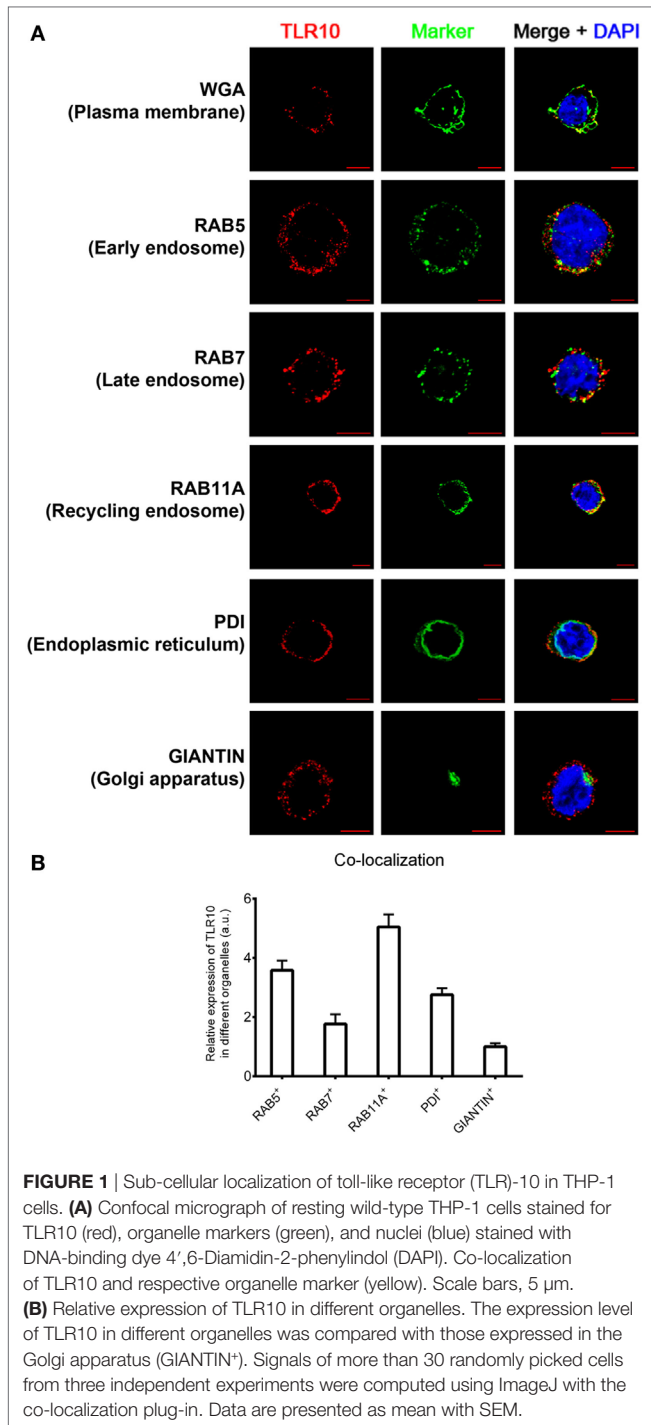 A
TLR10 Marker Merge + DAPI
WGA
(Plasma membrane)
RAB5
(Early endosome)
RAB7
(Late endosome)
RAB11A
(Recycling endosome)
PDI
(Endoplasmic reticulum)
GIANTIN
(Golgi apparatus)
B
Co-localization
Relative expression of TLR10
in different organelles (a.u.)
6
4
2
0
RAB5⁺ RAB7⁺ RAB11A⁺ PDI⁺ GIANTIN⁺
FIGURE 1 | Sub-cellular localization of toll-like receptor (TLR)-10 in THP-1
cells. (A) Confocal micrograph of resting wild-type THP-1 cells stained for
TLR10 (red), organelle markers (green), and nuclei (blue) stained with
DNA-binding dye 4′,6-Diamidin-2-phenylindol (DAPI). Co-localization
of TLR10 and respective organelle marker (yellow). Scale bars, 5 μm.
(B) Relative expression of TLR10 in different organelles. The expression level
of TLR10 in different organelles was compared with those expressed in the
Golgi apparatus (GIANTIN⁺). Signals of more than 30 randomly picked cells
from three independent experiments were computed using ImageJ with the
co-localization plug-in. Data are presented as mean with SEM.